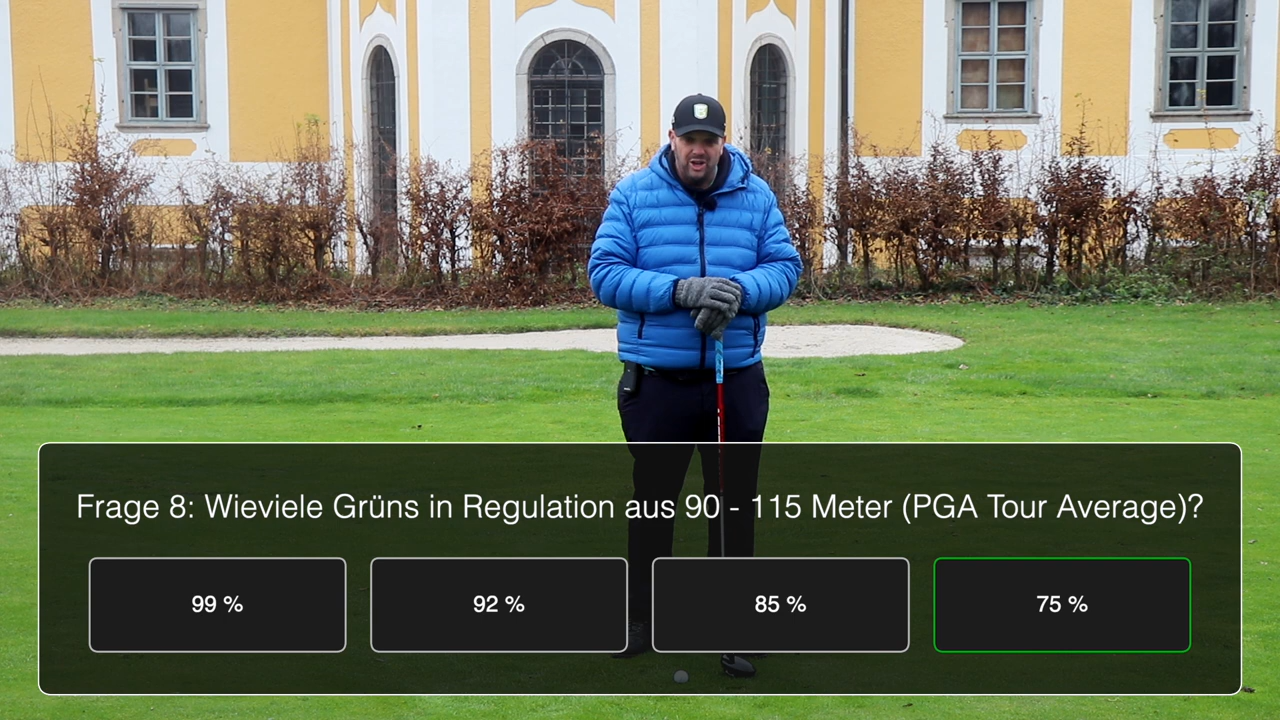 Frage 8: Wieviele Grüns in Regulation aus 90 - 115 Meter (PGA Tour Average)?
99 %
92 %
85 %
75 %